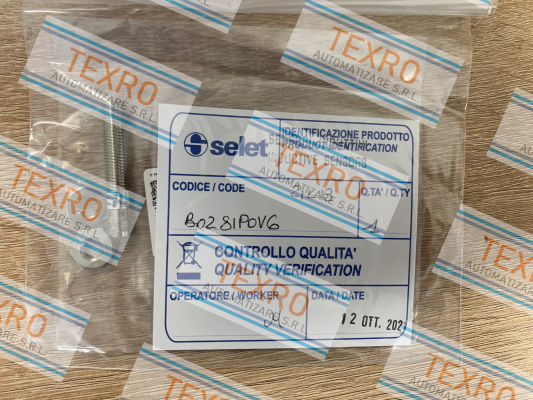 selet
IDENTIFICAZIONE PRODOTTO
PRODUCT IDENTIFICATION
INDUCTIVE SENSORS
CODICE / CODE
Q.TA' / Q.TY
B0281POV6
1
CONTROLLO QUALITA'
QUALITY VERIFICATION
OPERATORE / WORKER
DATA / DATE
12 OTT. 202
TEXRO
AUTOMATIZARE S.R.L.